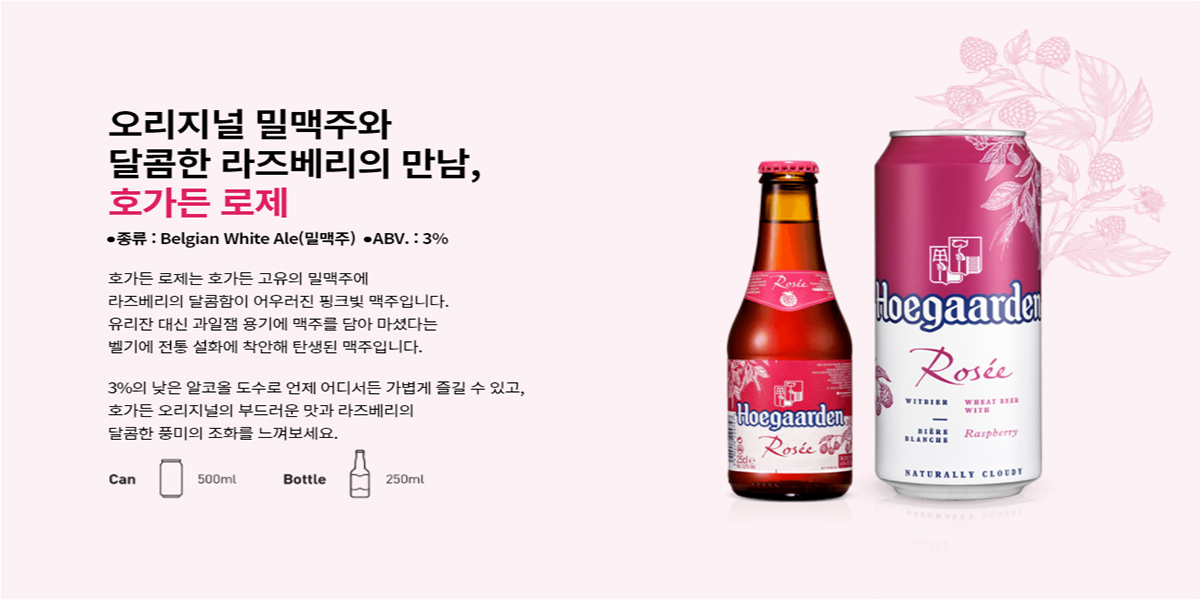 오리지널 밀맥주와
달콤한 라즈베리의 만남,
호가든 로제
●종류 : Belgian White Ale(밀맥주) ●ABV. : 3%
호가든 로제는 호가든 고유의 밀맥주에
라즈베리의 달콤함이 어우러진 핑크빛 맥주입니다.
유리잔 대신 과일잼 용기에 맥주를 담아 마셨다는
벨기에 전통 설화에 착안해 탄생된 맥주입니다.
3%의 낮은 알코올 도수로 언제 어디서든 가볍게 즐길 수 있고,
호가든 오리지널의 부드러운 맛과 라즈베리의
달콤한 풍미의 조화를 느껴보세요.
Can 500ml Bottle 250ml
Rosée
Hoegaarden
Rosée
Hoegaarden
Rosée
WITBIER
WHEAT BEER
WITH
BIÈRE
BLANCHE
Raspberry
NATURALLY CLOUDY